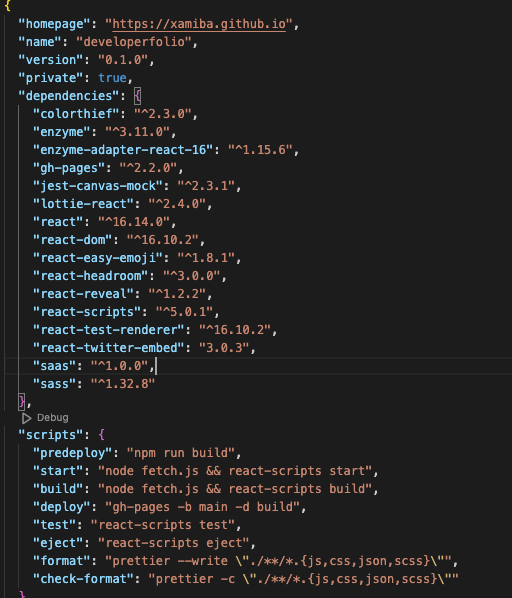 {
"homepage": "https://xamiba.github.io",
"name": "developerfolio",
"version": "0.1.0",
"private": true,
"dependencies": {
"colorthief": "^2.3.0",
"enzyme": "^3.11.0",
"enzyme-adapter-react-16": "^1.15.6",
"gh-pages": "^2.2.0",
"jest-canvas-mock": "^2.3.1",
"lottie-react": "^2.4.0",
"react": "^16.14.0",
"react-dom": "^16.10.2",
"react-easy-emoji": "^1.8.1",
"react-headroom": "^3.0.0",
"react-reveal": "^1.2.2",
"react-scripts": "^5.0.1",
"react-test-renderer": "^16.10.2",
"react-twitter-embed": "3.0.3",
"saas": "^1.0.0",
"sass": "^1.32.8"
},
Debug
"scripts": {
"predeploy": "npm run build",
"start": "node fetch.js && react-scripts start",
"build": "node fetch.js && react-scripts build",
"deploy": "gh-pages -b main -d build",
"test": "react-scripts test",
"eject": "react-scripts eject",
"format": "prettier --write \"./**/*.{js,css,json,scss}\"",
"check-format": "prettier -c \"./**/*.{js,css,json,scss}\""
}